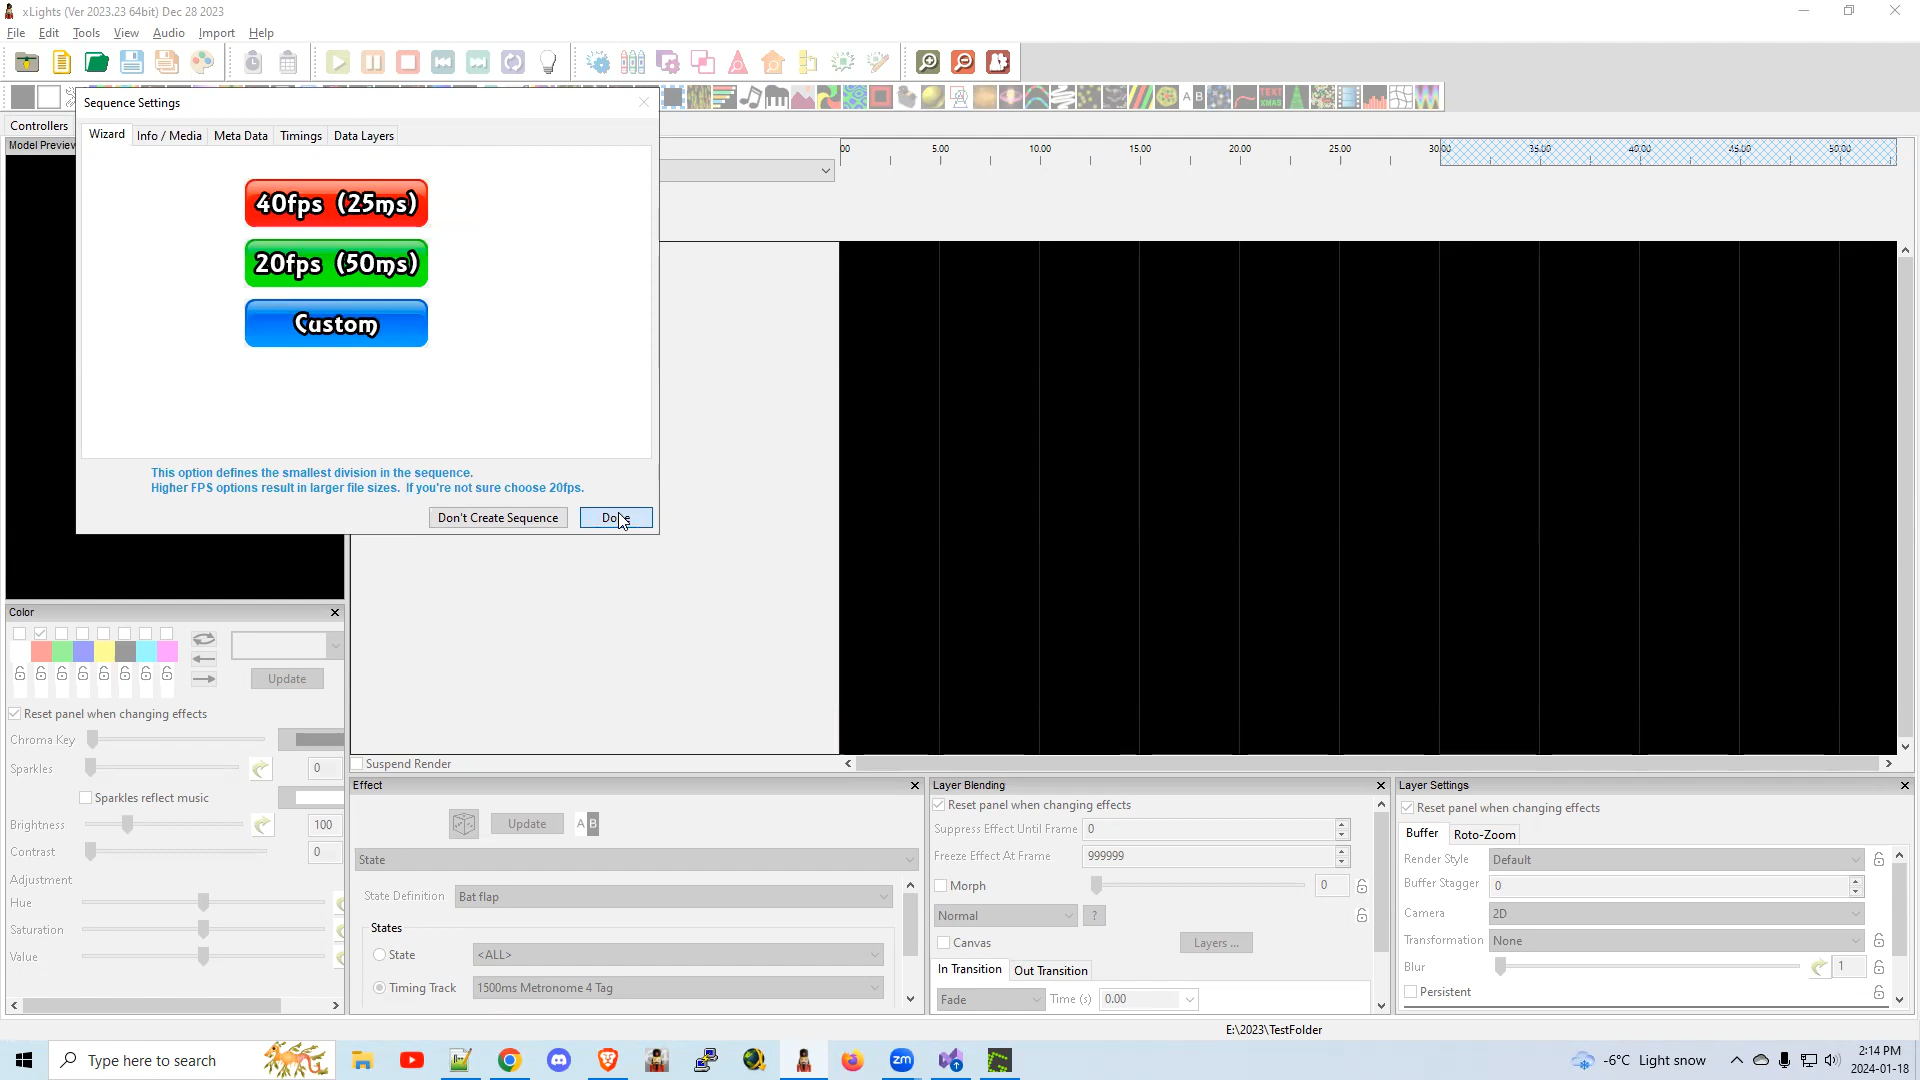 xLights (Ver 2023.23 64bit) Dec 28 2023
File Edit Tools View Audio Import Help
Sequence Settings
Controllers
Model Preview
Wizard Info / Media Meta Data Timings Data Layers
40fps (25ms)
20fps (50ms)
Custom
This option defines the smallest division in the sequence.
Higher FPS options result in larger file sizes. If you're not sure choose 20fps.
Don't Create Sequence
5.00 10.00 15.00 20.00 25.00 30.00 35.00 40.00 45.00 50.00
Color
Update
Reset panel when changing effects
Chroma Key
Sparkles 0
Sparkles reflect music
Brightness 100
Contrast 0
Adjustment
Hue
Saturation
Value
Suspend Render
Effect
Update A B
State
State Definition Bat flap
States
State <ALL>
Timing Track 1500ms Metronome 4 Tag
Layer Blending
Reset panel when changing effects
Suppress Effect Until Frame 0
Freeze Effect At Frame 999999
Morph 0
Normal ?
Canvas Layers ...
In Transition Out Transition
Fade Time (s) 0.00
Layer Settings
Reset panel when changing effects
Buffer Roto-Zoom
Render Style Default
Buffer Stagger 0
Camera 2D
Transformation None
Blur 1
Persistent
E:\2023\TestFolder
Type here to search
-6°C Light snow
2:14 PM
2024-01-18